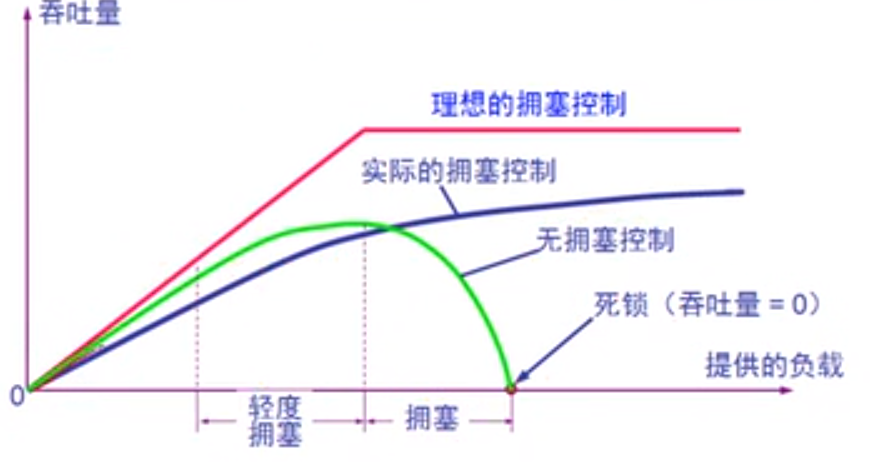 吞吐量
理想的拥塞控制
实际的拥塞控制
无拥塞控制
死锁（吞吐量 = 0）
提供的负载
0
轻度
拥塞
拥塞